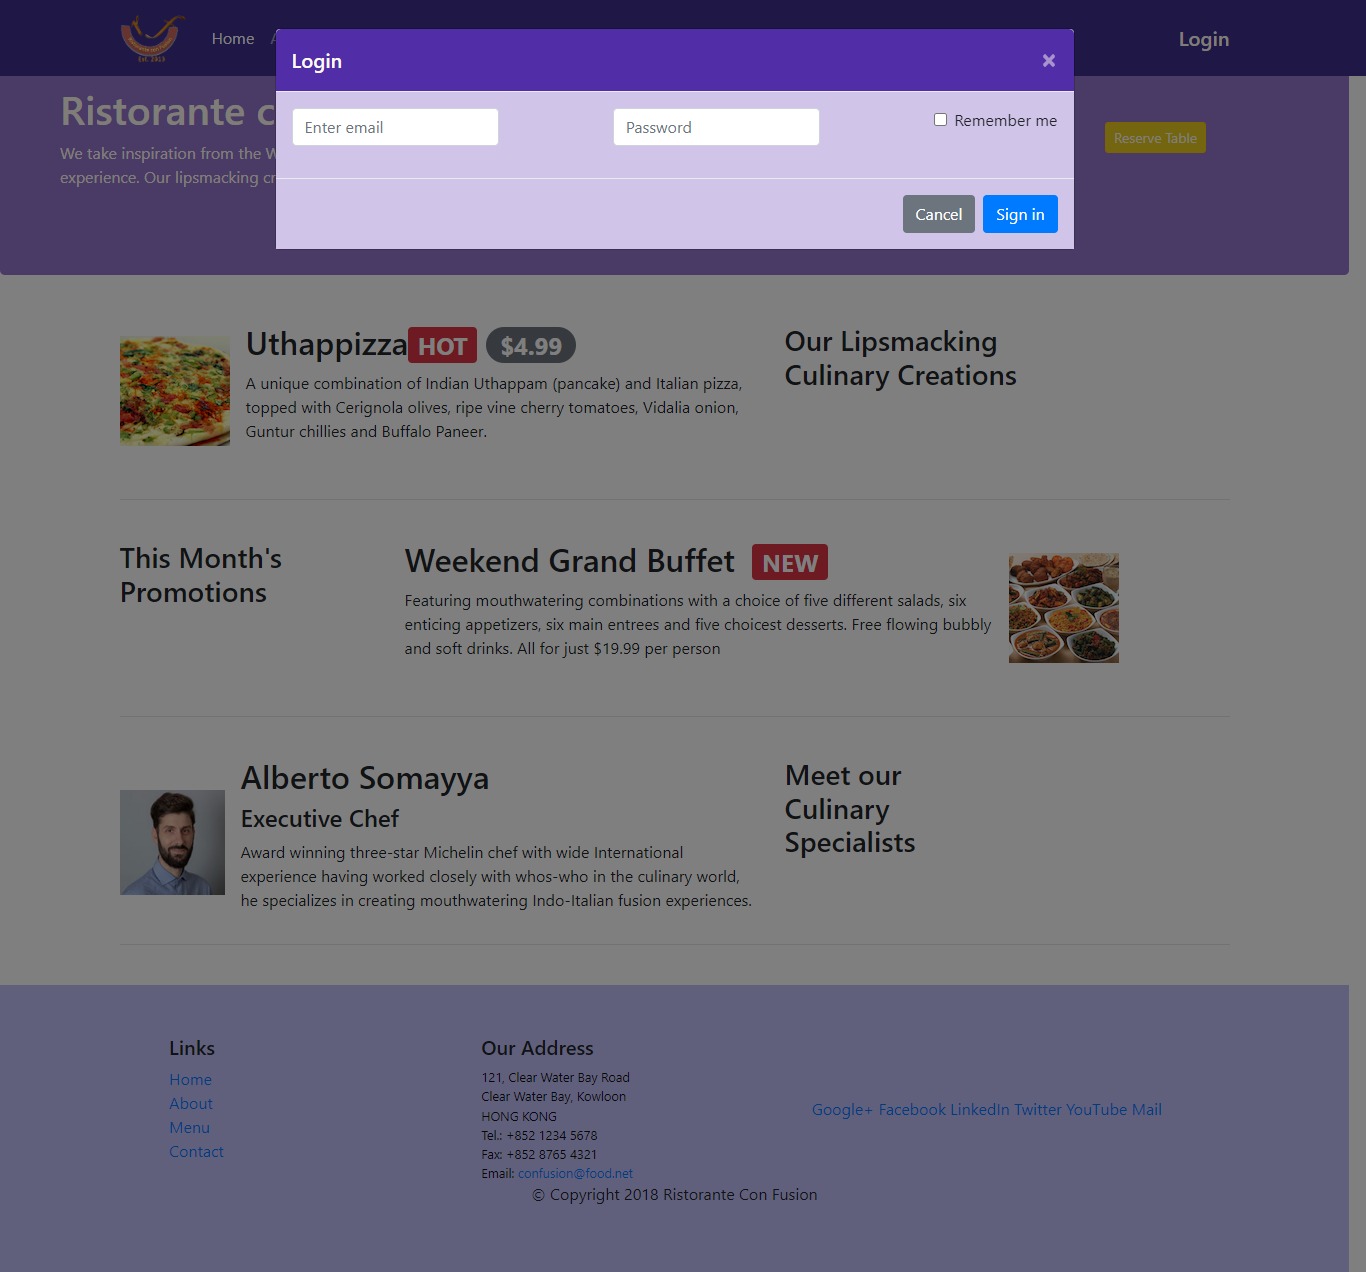 Home
Login
Login
×
Enter email
Password
Remember me
Cancel
Sign in
Ristorante
We take inspiration from the
experience. Our lipsmacking
Reserve Table
Uthappizza HOT $4.99
A unique combination of Indian Uthappam (pancake) and Italian pizza,
topped with Cerignola olives, ripe vine cherry tomatoes, Vidalia onion,
Guntur chillies and Buffalo Paneer.
Our Lipsmacking
Culinary Creations
This Month's
Promotions
Weekend Grand Buffet NEW
Featuring mouthwatering combinations with a choice of five different salads, six
enticing appetizers, six main entrees and five choicest desserts. Free flowing bubbly
and soft drinks. All for just $19.99 per person
Alberto Somayya
Executive Chef
Award winning three-star Michelin chef with wide International
experience having worked closely with whos-who in the culinary world,
he specializes in creating mouthwatering Indo-Italian fusion experiences.
Meet our
Culinary
Specialists
Links
Home
About
Menu
Contact
Our Address
121, Clear Water Bay Road
Clear Water Bay, Kowloon
HONG KONG
Tel.: +852 1234 5678
Fax: +852 8765 4321
Email: confusion@food.net
Google+ Facebook LinkedIn Twitter YouTube Mail
© Copyright 2018 Ristorante Con Fusion